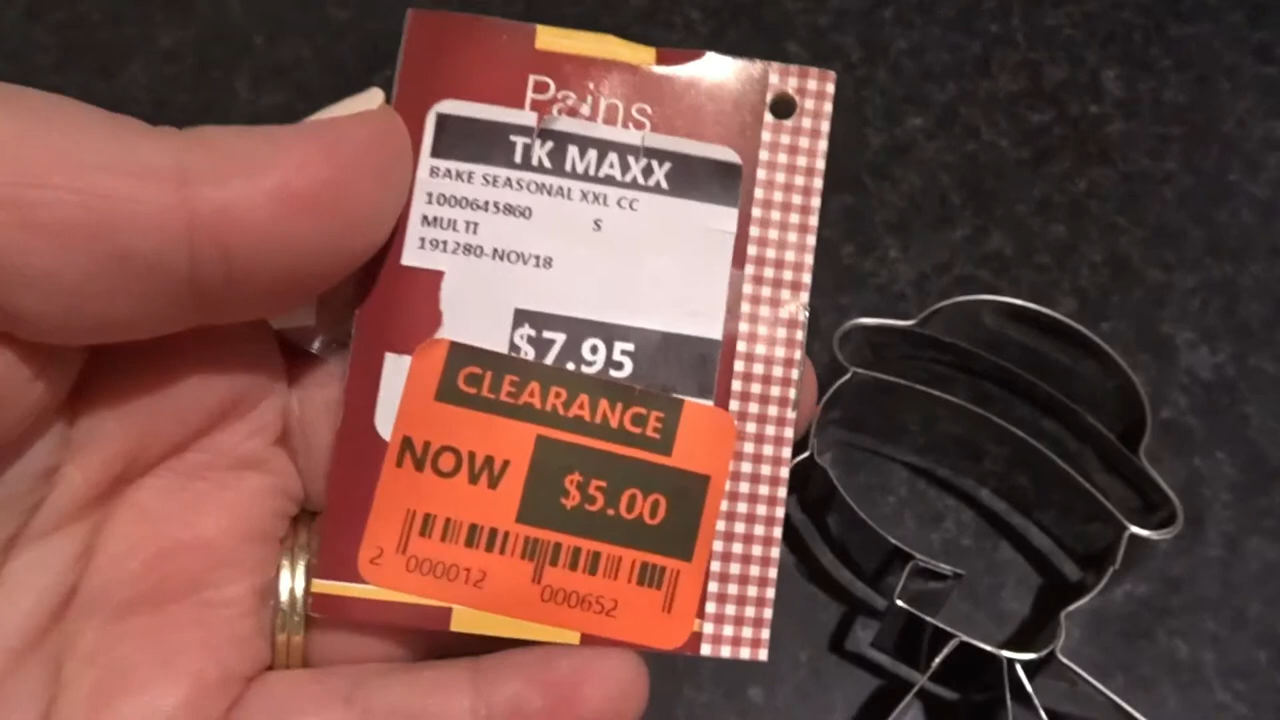 Pains
TK MAXX
BAKE SEASONAL XXL CC
1000645860 S
MULTI
191280-NOV18
$7.95
CLEARANCE
NOW $5.00
2 000012 000652